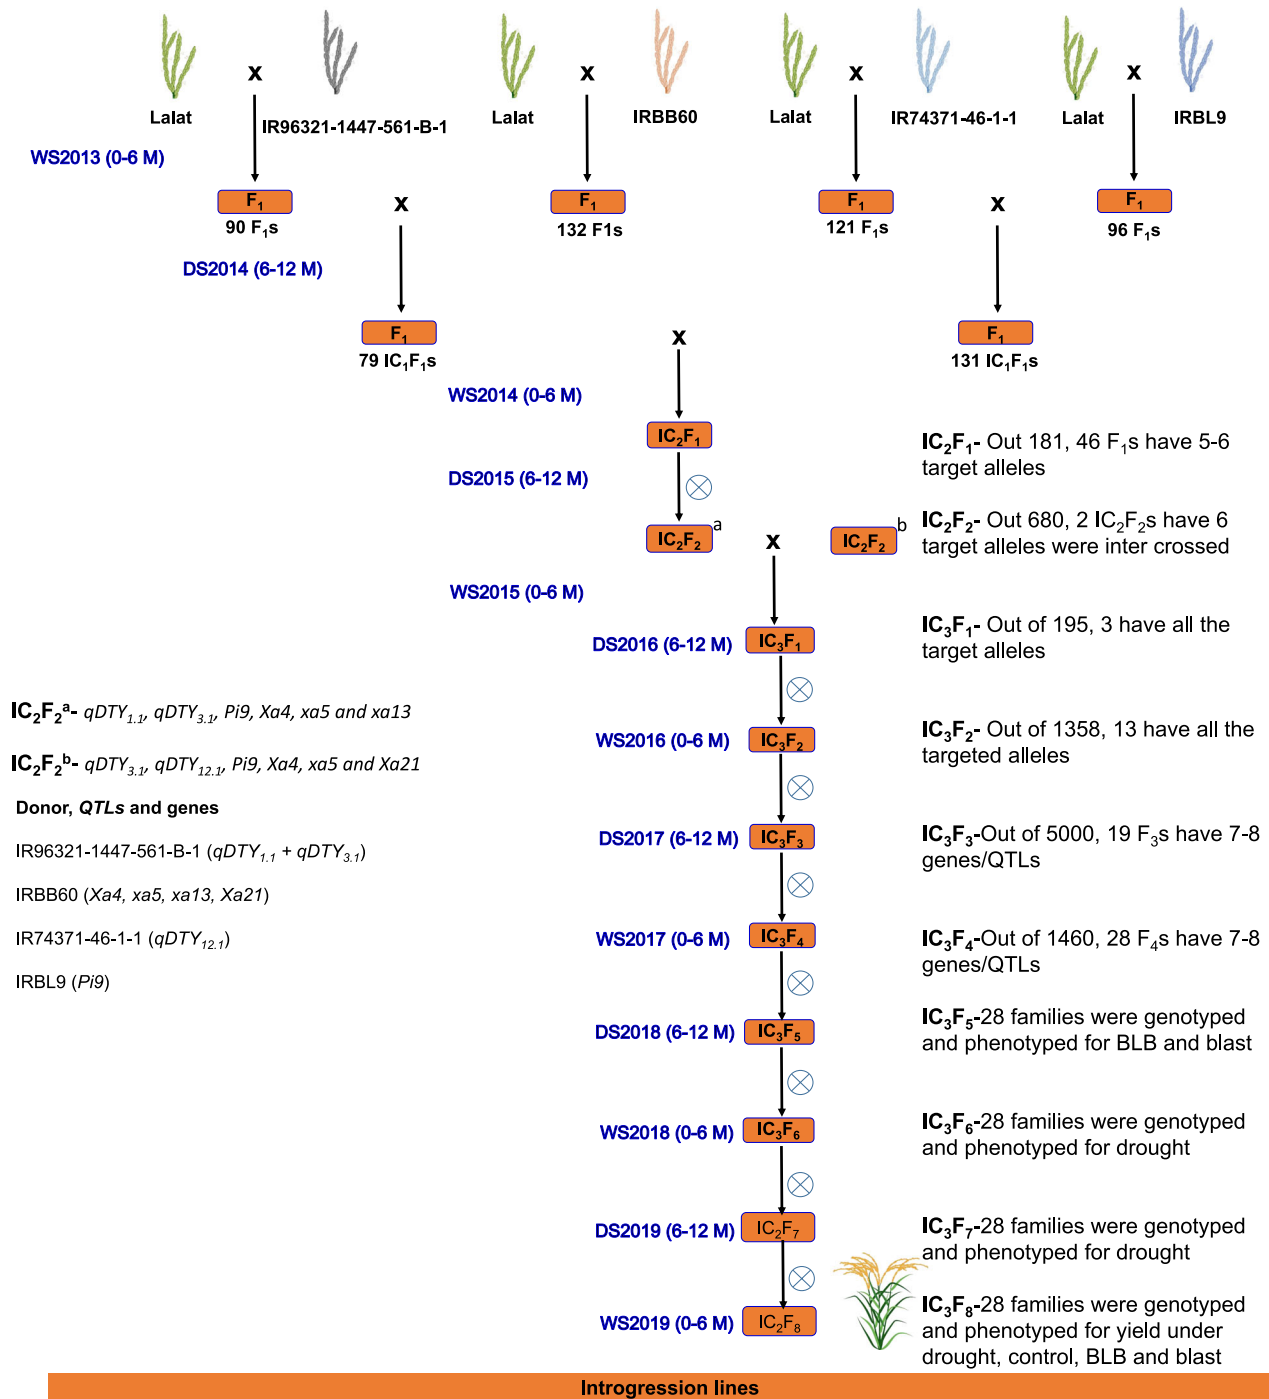 x x x x
Lalat IR96321-1447-561-B-1 Lalat IRBB60 Lalat IR74371-46-1-1 Lalat IRBL9
WS2013 (0-6 M)
F₁ x F₁ F₁ x F₁
90 F₁s 132 F1s 121 F₁s 96 F₁s
DS2014 (6-12 M)
F₁ x F₁
79 IC₁F₁s 131 IC₁F₁s
WS2014 (0-6 M)
IC₂F₁
IC₂F₁- Out 181, 46 F₁s have 5-6
target alleles
DS2015 (6-12 M)
IC₂F₂ᵃ x IC₂F₂ᵇ
IC₂F₂- Out 680, 2 IC₂F₂s have 6
target alleles were inter crossed
WS2015 (0-6 M)
DS2016 (6-12 M) IC₃F₁
IC₃F₁- Out of 195, 3 have all the
target alleles
WS2016 (0-6 M) IC₃F₂
IC₃F₂- Out of 1358, 13 have all the
targeted alleles
DS2017 (6-12 M) IC₃F₃
IC₃F₃-Out of 5000, 19 F₃s have 7-8
genes/QTLs
WS2017 (0-6 M) IC₃F₄
IC₃F₄-Out of 1460, 28 F₄s have 7-8
genes/QTLs
DS2018 (6-12 M) IC₃F₅
IC₃F₅-28 families were genotyped
and phenotyped for BLB and blast
WS2018 (0-6 M) IC₃F₆
IC₃F₆-28 families were genotyped
and phenotyped for drought
DS2019 (6-12 M) IC₂F₇
IC₃F₇-28 families were genotyped
and phenotyped for drought
WS2019 (0-6 M) IC₂F₈
IC₃F₈-28 families were genotyped
and phenotyped for yield under
drought, control, BLB and blast
IC₂F₂ᵃ- qDTY₁.₁, qDTY₃.₁, Pi9, Xa4, xa5 and xa13
IC₂F₂ᵇ- qDTY₃.₁, qDTY₁₂.₁, Pi9, Xa4, xa5 and Xa21
Donor, QTLs and genes
IR96321-1447-561-B-1 (qDTY₁.₁ + qDTY₃.₁)
IRBB60 (Xa4, xa5, xa13, Xa21)
IR74371-46-1-1 (qDTY₁₂.₁)
IRBL9 (Pi9)
Introgression lines